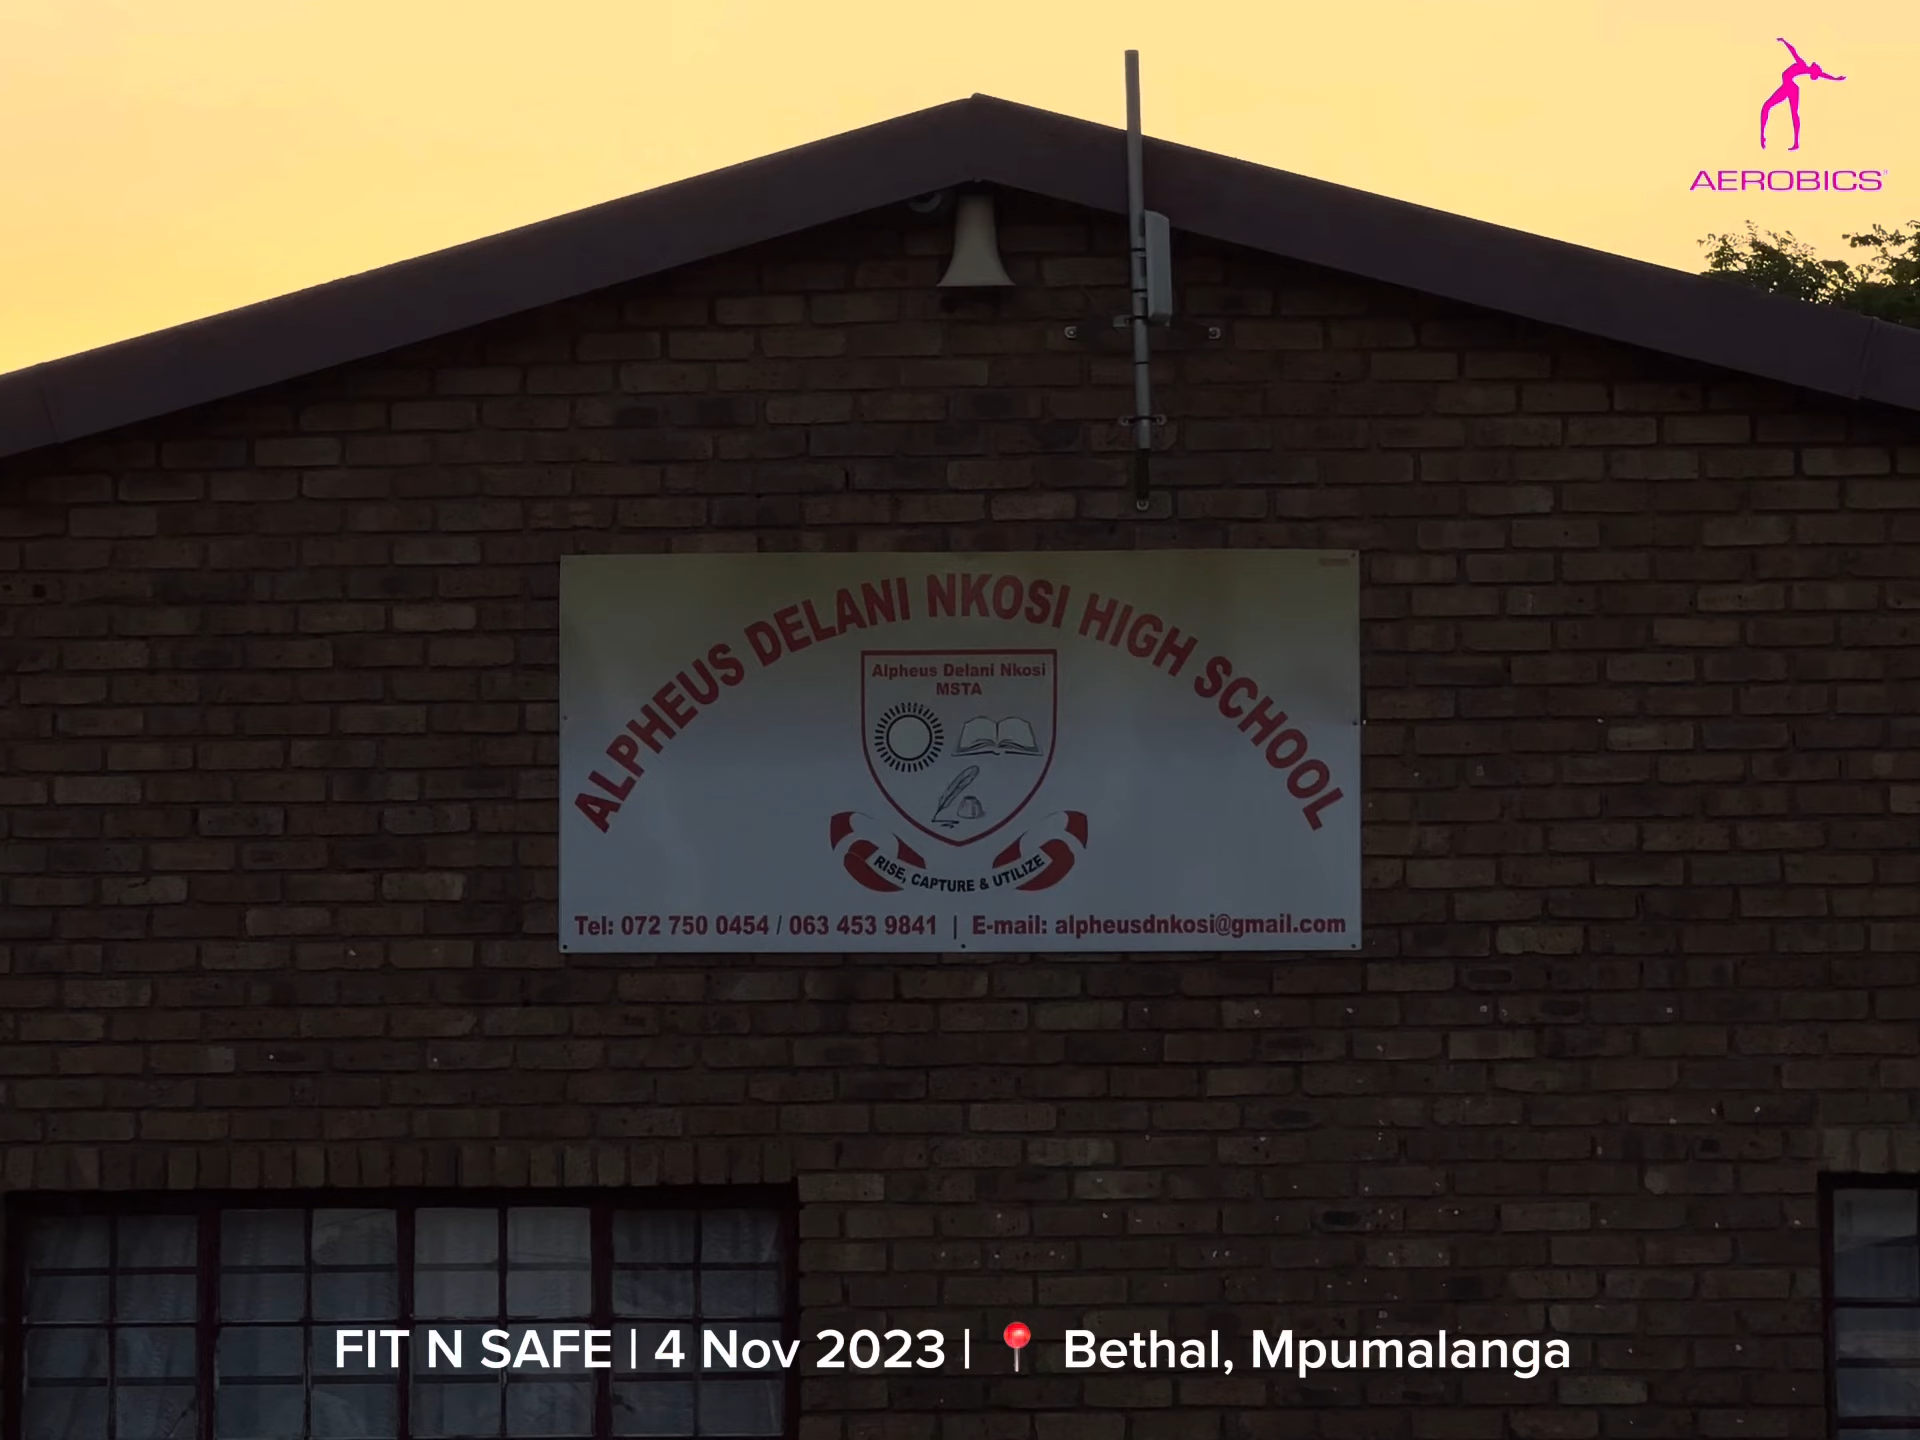 AEROBICS
ALPHEUS DELANI NKOSI HIGH SCHOOL
Alpheus Delani Nkosi
MSTA
RISE, CAPTURE & UTILIZE
Tel: 072 750 0454 / 063 453 9841 | E-mail: alpheusdnkosi@gmail.com
FIT N SAFE | 4 Nov 2023 | 📍 Bethal, Mpumalanga